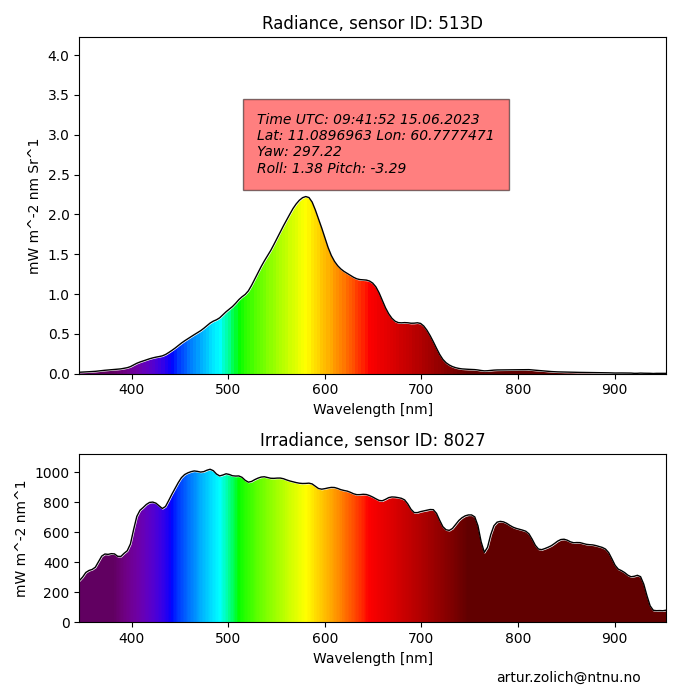 Radiance, sensor ID: 513D
4.0
3.5
3.0
2.5
2.0
1.5
1.0
0.5
0.0
mW m^-2 nm Sr^1
Time UTC: 09:41:52 15.06.2023
Lat: 11.0896963 Lon: 60.7777471
Yaw: 297.22
Roll: 1.38 Pitch: -3.29
400 500 600 700 800 900
Wavelength [nm]
Irradiance, sensor ID: 8027
1000
800
600
400
200
0
mW m^-2 nm^1
400 500 600 700 800 900
Wavelength [nm]
artur.zolich@ntnu.no